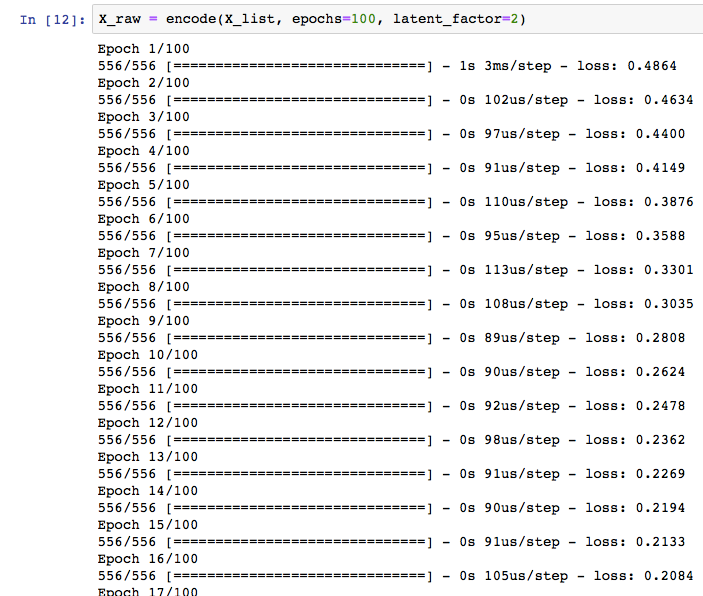 In [12]: X_raw = encode(X_list, epochs=100, latent_factor=2)
Epoch 1/100
556/556 [==============================] - 1s 3ms/step - loss: 0.4864
Epoch 2/100
556/556 [==============================] - 0s 102us/step - loss: 0.4634
Epoch 3/100
556/556 [==============================] - 0s 97us/step - loss: 0.4400
Epoch 4/100
556/556 [==============================] - 0s 91us/step - loss: 0.4149
Epoch 5/100
556/556 [==============================] - 0s 110us/step - loss: 0.3876
Epoch 6/100
556/556 [==============================] - 0s 95us/step - loss: 0.3588
Epoch 7/100
556/556 [==============================] - 0s 113us/step - loss: 0.3301
Epoch 8/100
556/556 [==============================] - 0s 108us/step - loss: 0.3035
Epoch 9/100
556/556 [==============================] - 0s 89us/step - loss: 0.2808
Epoch 10/100
556/556 [==============================] - 0s 90us/step - loss: 0.2624
Epoch 11/100
556/556 [==============================] - 0s 92us/step - loss: 0.2478
Epoch 12/100
556/556 [==============================] - 0s 98us/step - loss: 0.2362
Epoch 13/100
556/556 [==============================] - 0s 91us/step - loss: 0.2269
Epoch 14/100
556/556 [==============================] - 0s 90us/step - loss: 0.2194
Epoch 15/100
556/556 [==============================] - 0s 91us/step - loss: 0.2133
Epoch 16/100
556/556 [==============================] - 0s 105us/step - loss: 0.2084
Epoch 17/100